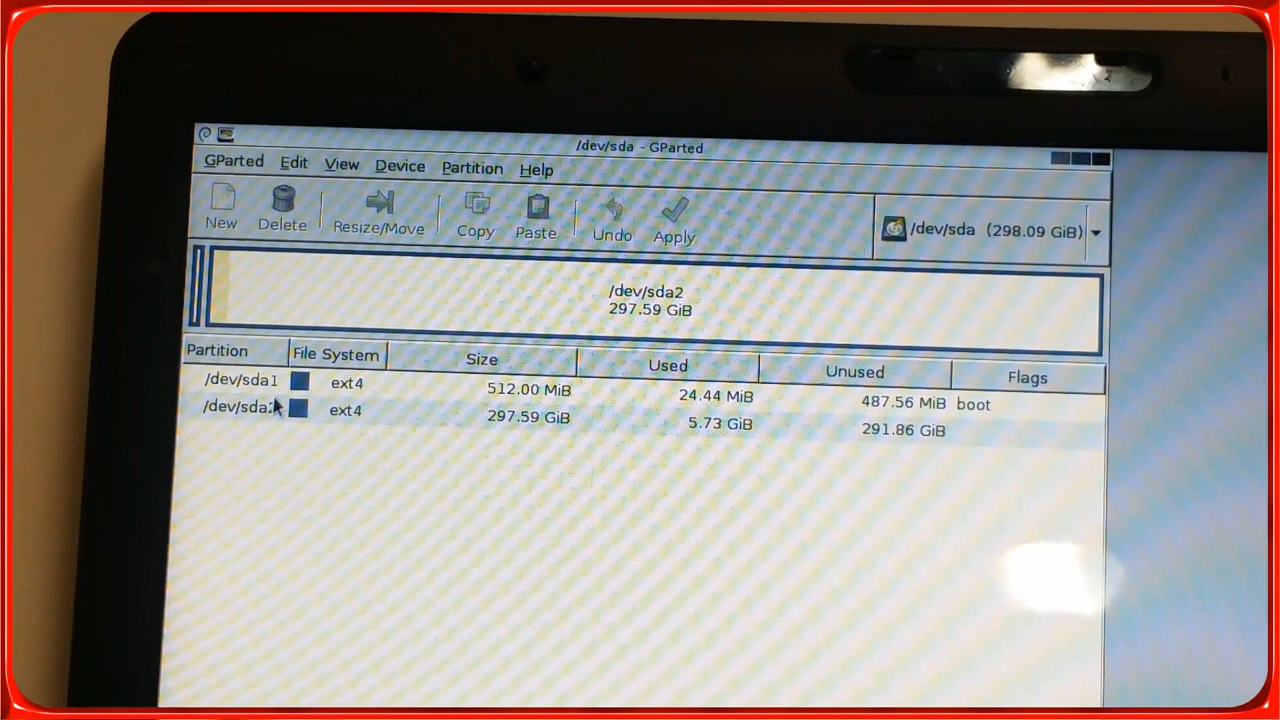 /dev/sda - GParted
GParted Edit View Device Partition Help
New Delete Resize/Move Copy Paste Undo Apply
/dev/sda (298.09 GiB)
/dev/sda2
297.59 GiB
Partition File System Size Used Unused Flags
/dev/sda1 ext4 512.00 MiB 24.44 MiB 487.56 MiB boot
ext4 297.59 GiB 5.73 GiB 291.86 GiB